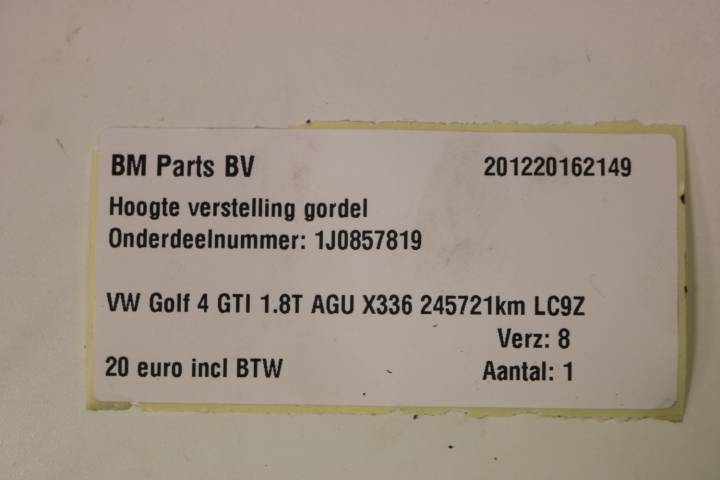 BM Parts BV 201220162149
Hoogte verstelling gordel
Onderdeelnummer: 1J0857819
VW Golf 4 GTI 1.8T AGU X336 245721km LC9Z
Verz: 8
20 euro incl BTW Aantal: 1